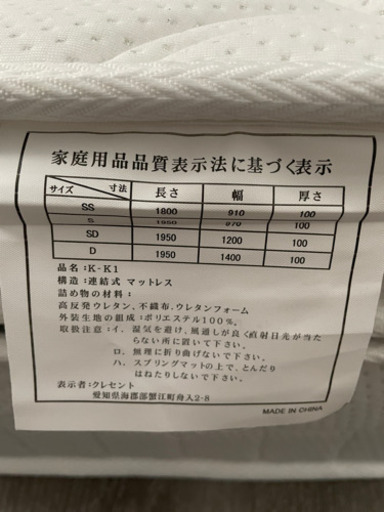 家庭用品品質表示法に基づく表示
サイズ 寸法 長さ 幅 厚さ
SS 1800 910 100
S 1950 970 100
SD 1950 1200 100
D 1950 1400 100
品名：K-K1
構造：連結式 マットレス
詰め物の材料：
高反発ウレタン、不織布、ウレタンフォーム
外装生地の組成：ポリエステル100%。
取扱注意：イ．湿気を避け、風通しが良く直射日光が当た
らない所に置いて下さい。
ロ．無理に折り曲げないで下さい。
ハ．スプリングマットの上で、とんだり
はねたりしないで下さい。
表示者：クレセント
愛知県海部郡蟹江町舟入2-8
MADE IN CHINA